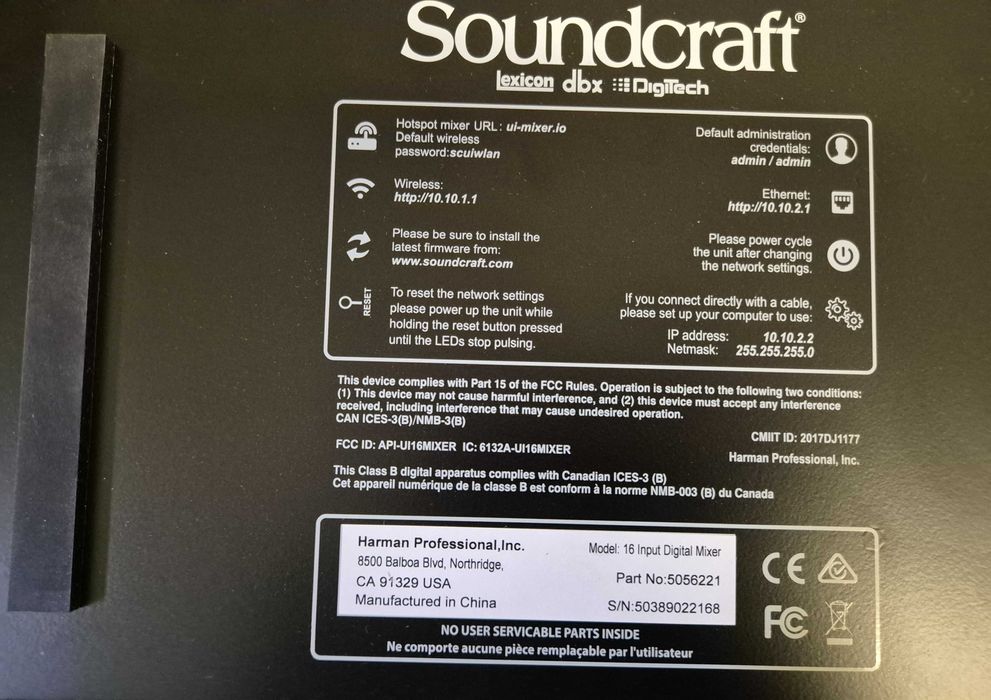 Soundcraft®
lexicon dbx DigiTech
Hotspot mixer URL: ui-mixer.io
Default wireless
password:scuiwlan
Default administration
credentials:
admin / admin
Wireless:
http://10.10.1.1
Ethernet:
http://10.10.2.1
Please be sure to install the
latest firmware from:
www.soundcraft.com
Please power cycle
the unit after changing
the network settings.
RESET
To reset the network settings
please power up the unit while
holding the reset button pressed
until the LEDs stop pulsing.
If you connect directly with a cable,
please set up your computer to use:
IP address: 10.10.2.2
Netmask: 255.255.255.0
This device complies with Part 15 of the FCC Rules. Operation is subject to the following two conditions:
(1) This device may not cause harmful interference, and (2) this device must accept any interference
received, including interference that may cause undesired operation.
CAN ICES-3(B)/NMB-3(B)
CMIIT ID: 2017DJ1177
FCC ID: API-UI16MIXER IC: 6132A-UI16MIXER
Harman Professional, Inc.
This Class B digital apparatus complies with Canadian ICES-3 (B)
Cet appareil numérique de la classe B est conform à la norme NMB-003 (B) du Canada
Harman Professional,Inc.
8500 Balboa Blvd, Northridge,
CA 91329 USA
Manufactured in China
Model: 16 Input Digital Mixer
Part No:5056221
S/N:50389022168
CE
FC
NO USER SERVICABLE PARTS INSIDE
Ne comporte aucune pièce remplaçable par l'utilisateur